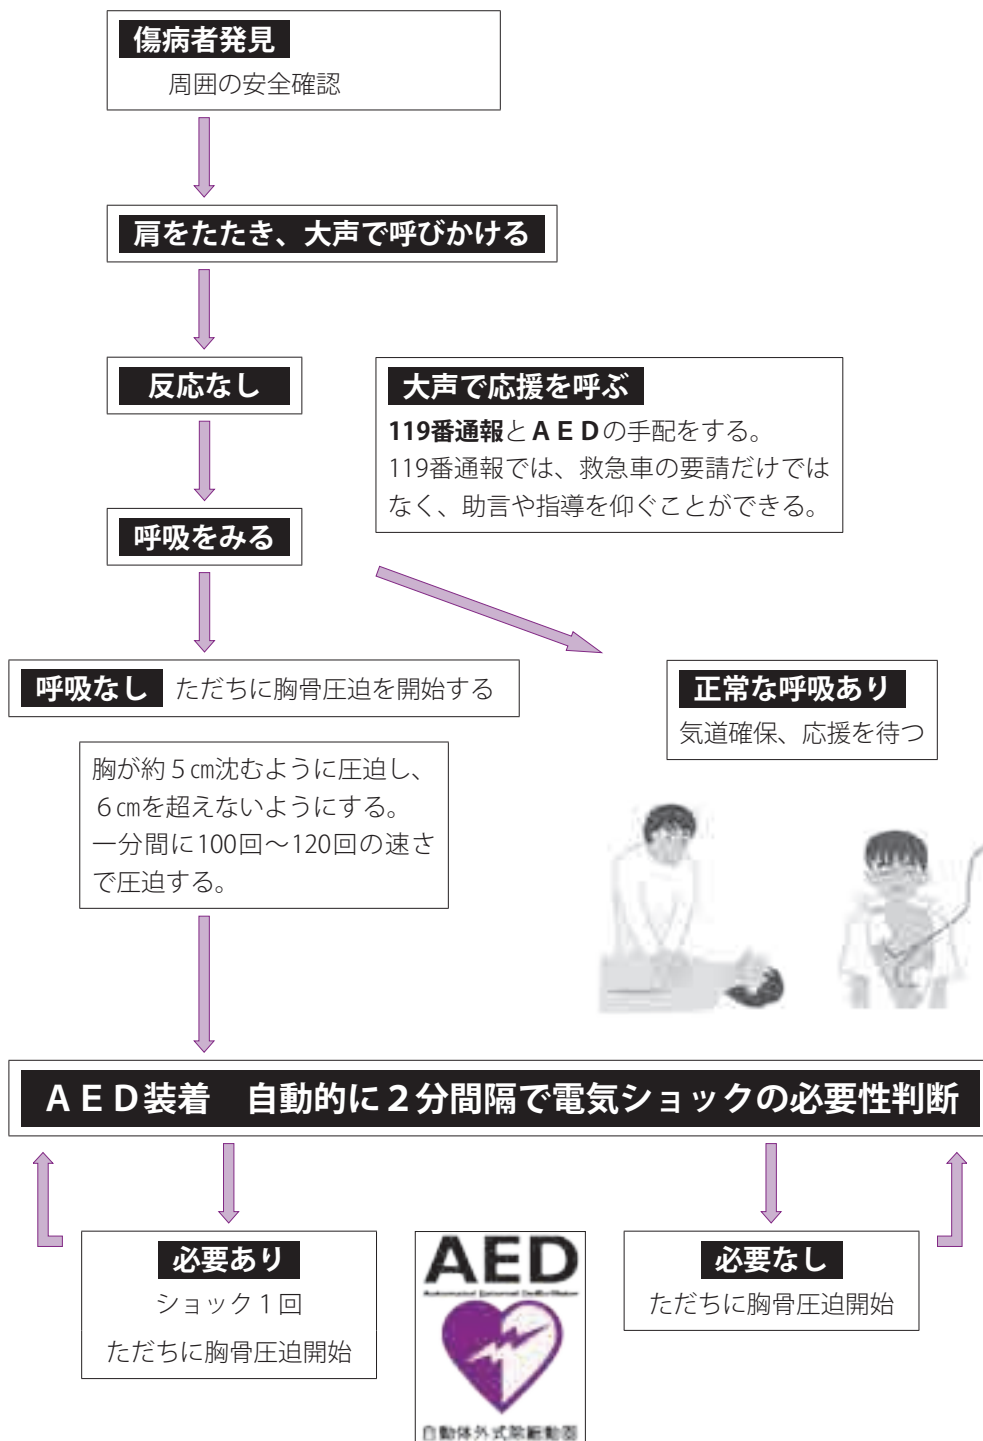 傷病者発見
周囲の安全確認
肩をたたき、大声で呼びかける
反応なし
大声で応援を呼ぶ
119番通報とＡＥＤの手配をする。
119番通報では、救急車の要請だけでは
なく、助言や指導を仰ぐことができる。
呼吸をみる
呼吸なし ただちに胸骨圧迫を開始する
正常な呼吸あり
気道確保、応援を待つ
胸が約５㎝沈むように圧迫し、
６㎝を超えないようにする。
一分間に100回～120回の速さ
で圧迫する。
ＡＥＤ装着　自動的に２分間隔で電気ショックの必要性判断
必要あり
ショック１回
ただちに胸骨圧迫開始
AED
Automated External Defibrillator
自動体外式除細動器
必要なし
ただちに胸骨圧迫開始